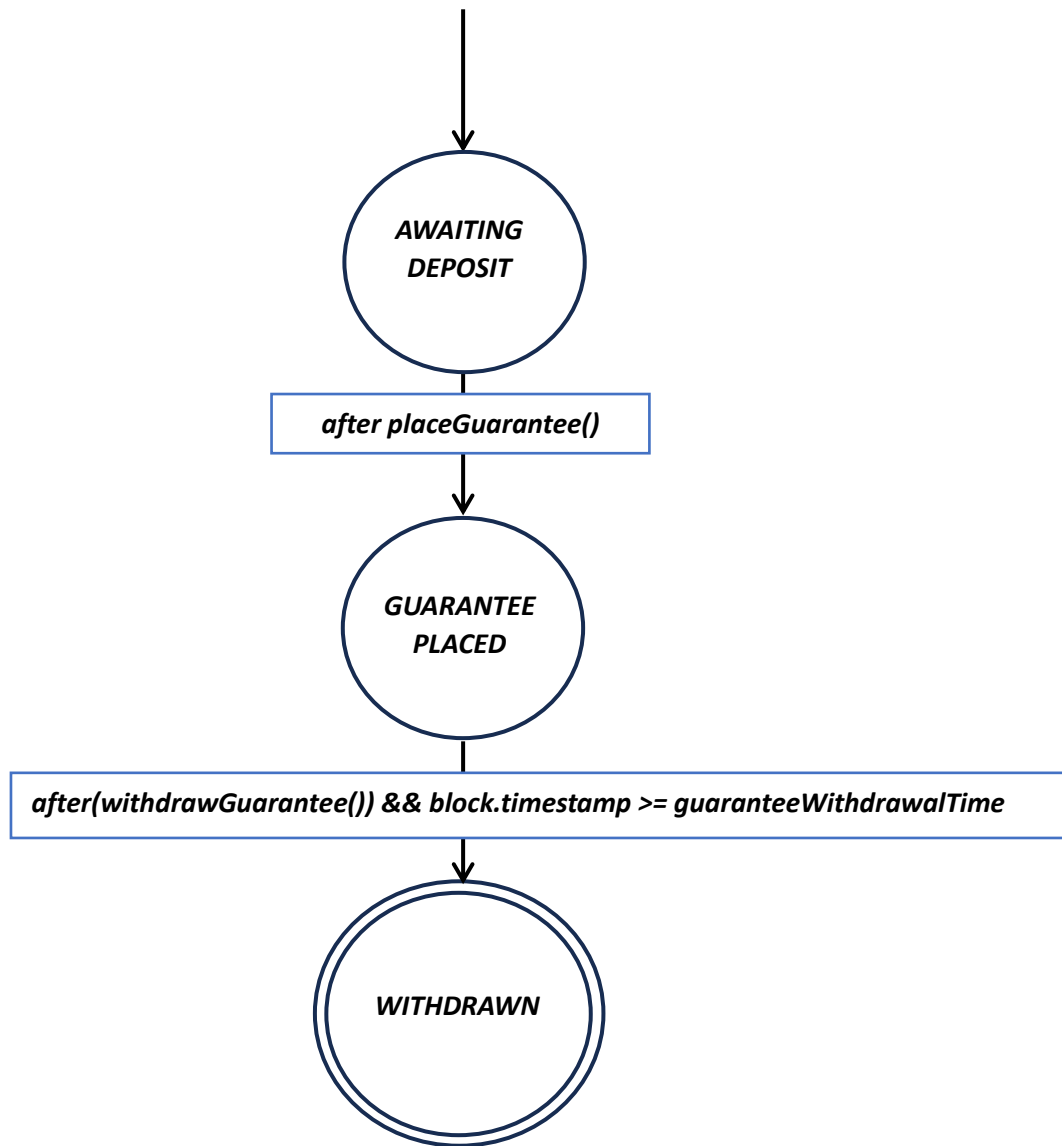 AWAITING
DEPOSIT
after placeGuarantee()
GUARANTEE
PLACED
after(withdrawGuarantee()) && block.timestamp >= guaranteeWithdrawalTime
WITHDRAWN